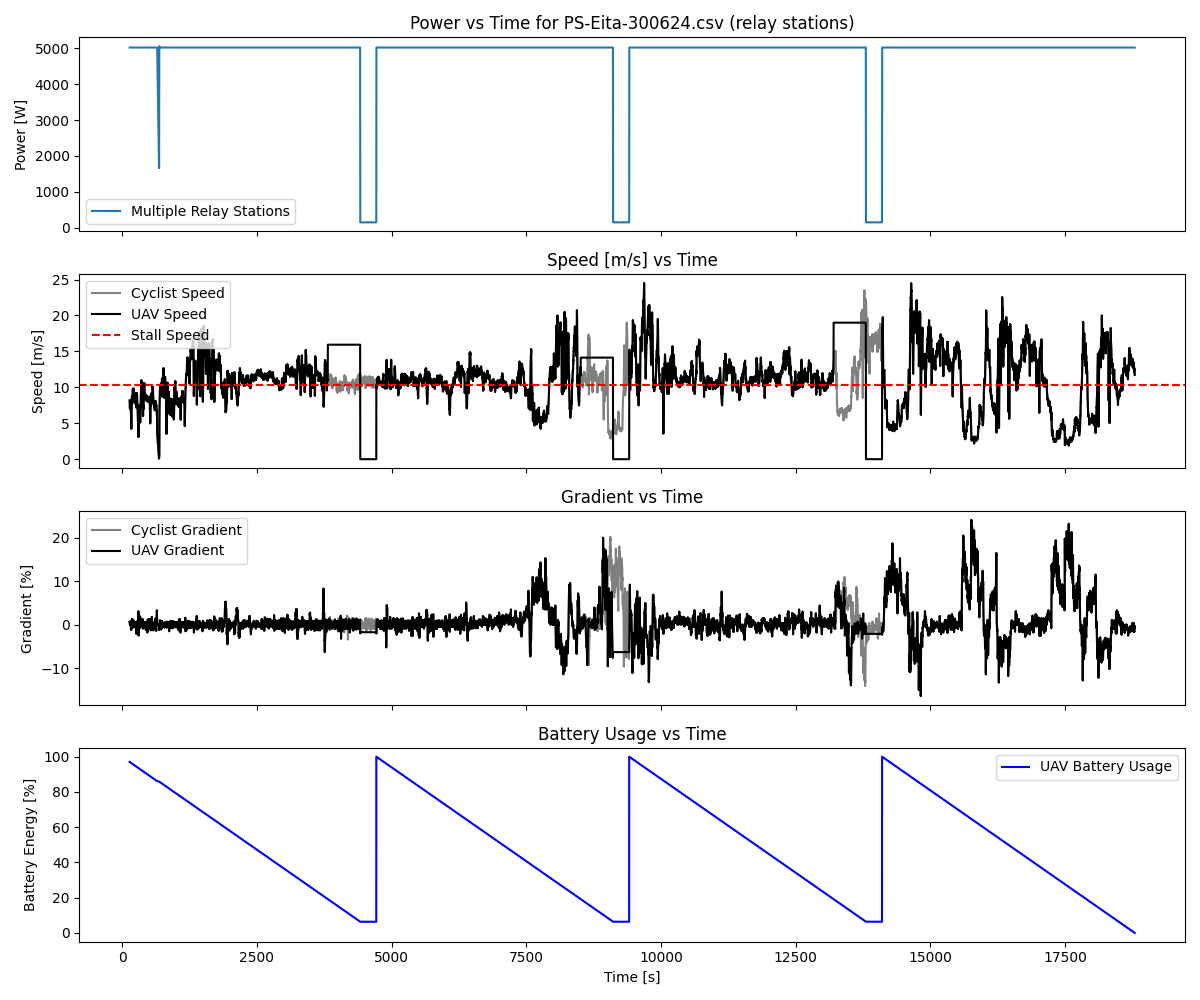 Power vs Time for PS-Eita-300624.csv (relay stations)
5000
4000
3000
2000
1000
0
Power [W]
Multiple Relay Stations
Speed [m/s] vs Time
25
20
15
10
5
0
Speed [m/s]
Cyclist Speed
UAV Speed
Stall Speed
Gradient vs Time
20
10
0
−10
Gradient [%]
Cyclist Gradient
UAV Gradient
Battery Usage vs Time
100
80
60
40
20
0
Battery Energy [%]
UAV Battery Usage
0 2500 5000 7500 10000 12500 15000 17500
Time [s]